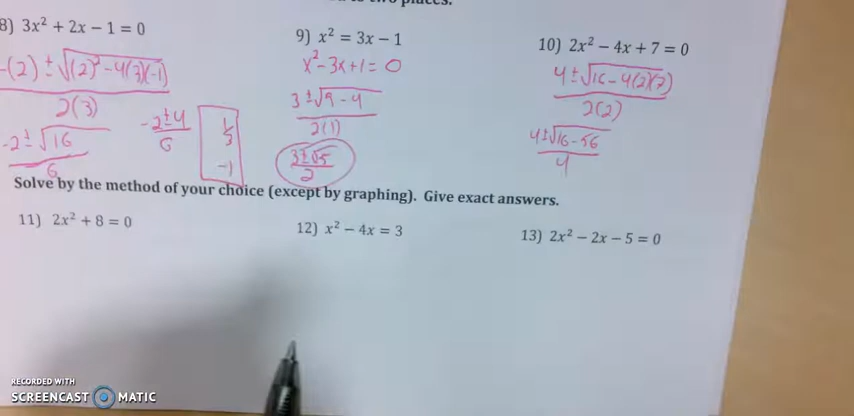 two places.
8) 3x² + 2x − 1 = 0
-(2) ± √(2)² - 4(3)(-1)
2(3)
-2 ± √16
6
-2 ± 4
6
1/3
-1
9) x² = 3x − 1
x² - 3x + 1 = 0
3 ± √9 - 4
2(1)
3 ± √5
2
10) 2x² − 4x + 7 = 0
4 ± √16 - 4(2)(7)
2(2)
4 ± √16 - 56
4
Solve by the method of your choice (except by graphing). Give exact answers.
11) 2x² + 8 = 0
12) x² − 4x = 3
13) 2x² − 2x − 5 = 0
RECORDED WITH
SCREENCAST MATIC